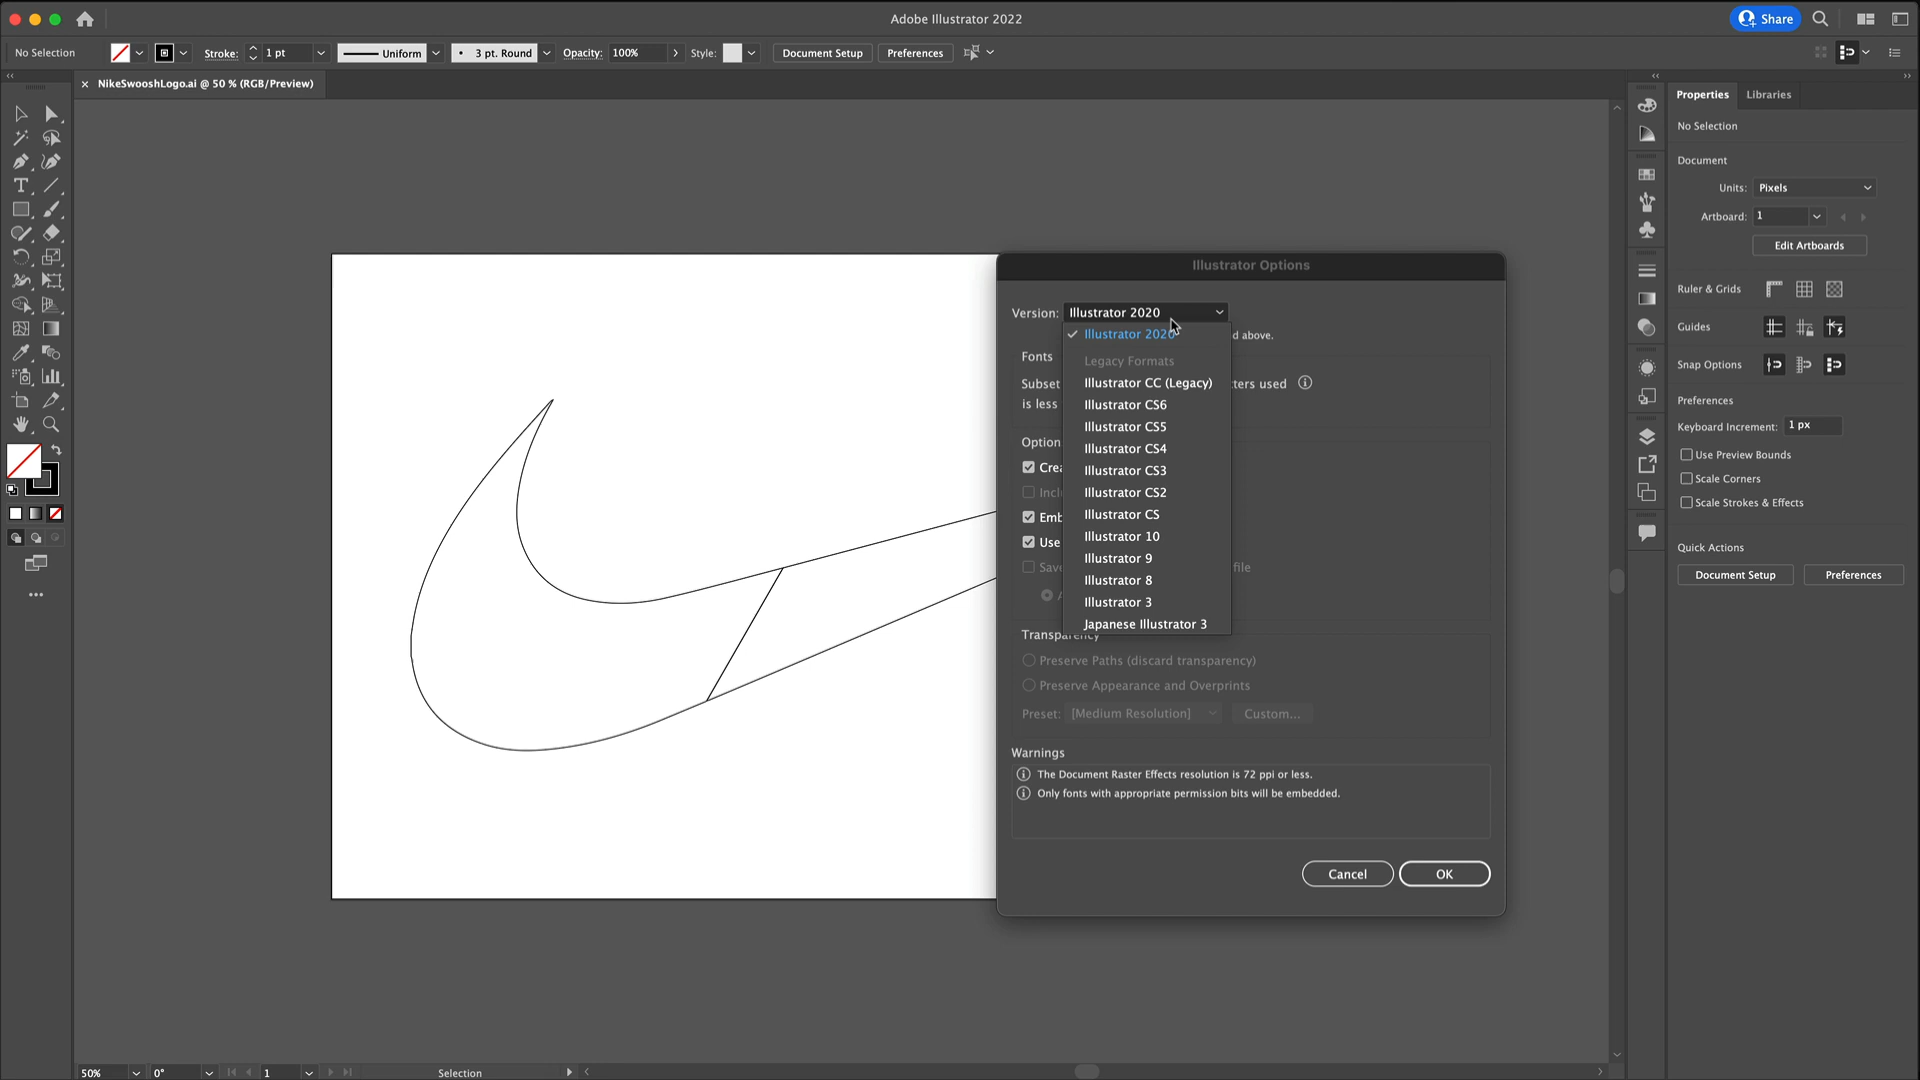 Adobe Illustrator 2022
Share
No Selection
Stroke:
1 pt
Uniform
3 pt. Round
Opacity:
100%
Style:
Document Setup
Preferences
NikeSwooshLogo.ai @ 50 % (RGB/Preview)
Properties
Libraries
No Selection
Document
Units:
Pixels
Artboard:
1
Edit Artboards
Ruler & Grids
Guides
Snap Options
Preferences
Keyboard Increment:
1 px
Use Preview Bounds
Scale Corners
Scale Strokes & Effects
Quick Actions
Document Setup
Preferences
Illustrator Options
Version:
Illustrator 2020
Illustrator 2020
d above.
Legacy Formats
Illustrator CC (Legacy)
Illustrator CS6
Illustrator CS5
Illustrator CS4
Illustrator CS3
Illustrator CS2
Illustrator CS
Illustrator 10
Illustrator 9
Illustrator 8
Illustrator 3
Japanese Illustrator 3
Fonts
Subset
ters used
is less
Option
Crea
Inclu
Emb
Use
Save
file
A
Transparency
Preserve Paths (discard transparency)
Preserve Appearance and Overprints
Preset:
[Medium Resolution]
Custom...
Warnings
The Document Raster Effects resolution is 72 ppi or less.
Only fonts with appropriate permission bits will be embedded.
Cancel
OK
50%
0°
1
Selection